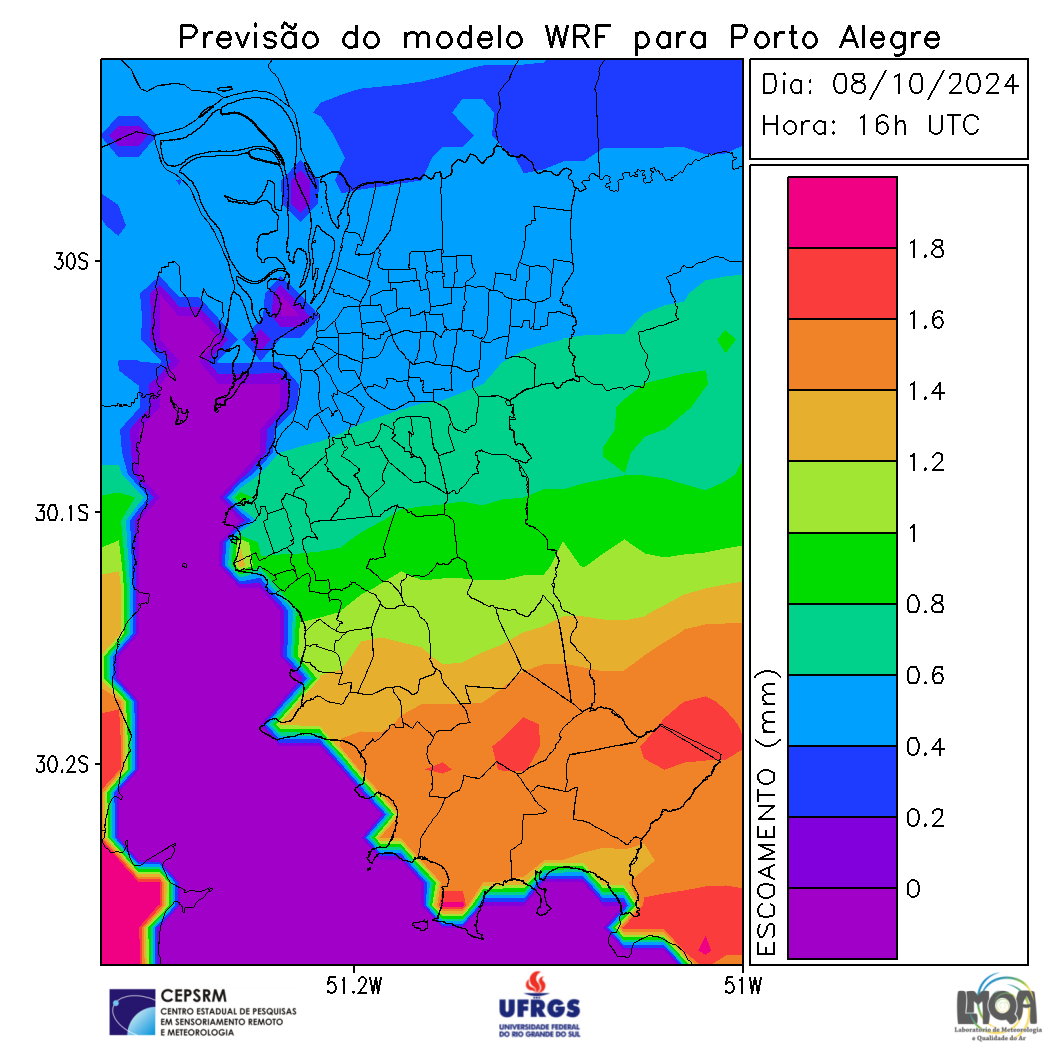 Previsão do modelo WRF para Porto Alegre
Dia: 08/10/2024
Hora: 16h UTC
30S
30.1S
30.2S
51.2W
51W
ESCOAMENTO (mm)
1.8
1.6
1.4
1.2
1
0.8
0.6
0.4
0.2
0
CEPSRM
CENTRO ESTADUAL DE PESQUISAS
EM SENSORIAMENTO REMOTO
E METEOROLOGIA
UFRGS
UNIVERSIDADE FEDERAL
DO RIO GRANDE DO SUL
LMQA
Laboratório de Meteorologia
e Qualidade do Ar